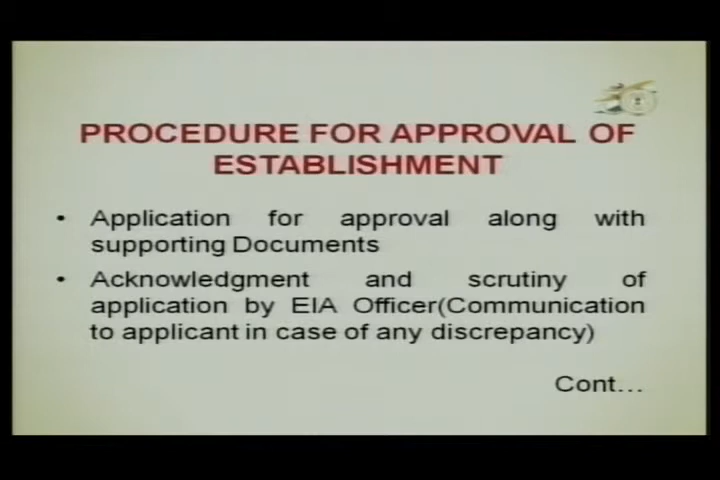 PROCEDURE FOR APPROVAL OF
ESTABLISHMENT
• Application for approval along with
supporting Documents
• Acknowledgment and scrutiny of
application by EIA Officer(Communication
to applicant in case of any discrepancy)
Cont...